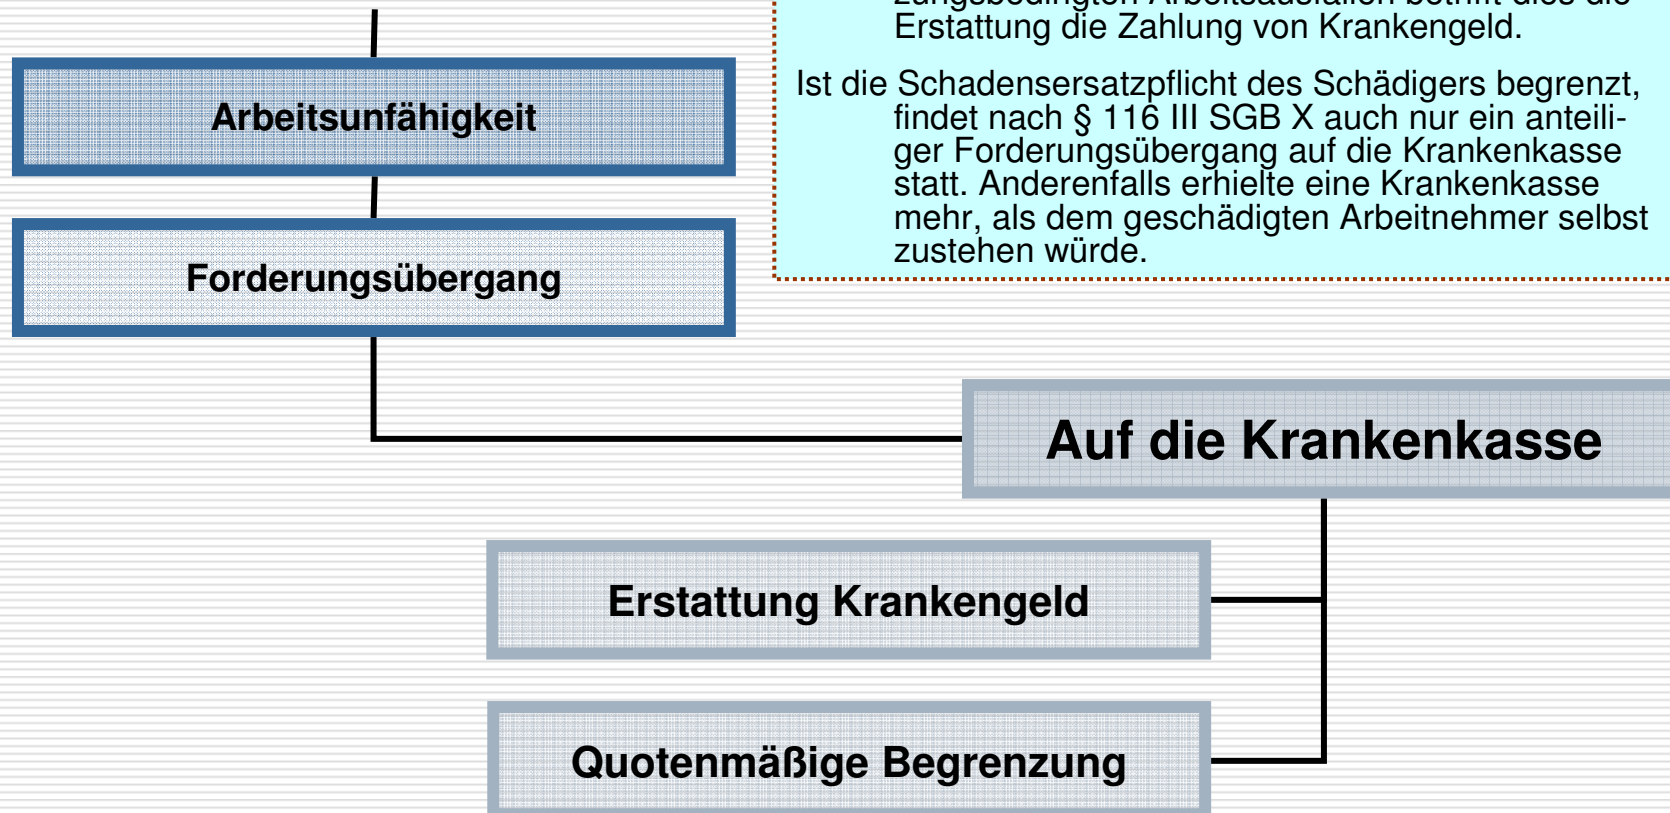 Erstattung die Zahlung von Krankengeld.
Ist die Schadensersatzpflicht des Schädigers begrenzt,
findet nach § 116 III SGB X auch nur ein anteili-
ger Forderungsübergang auf die Krankenkasse
statt. Anderenfalls erhielte eine Krankenkasse
mehr, als dem geschädigten Arbeitnehmer selbst
zustehen würde.
Arbeitsunfähigkeit
Forderungsübergang
Auf die Krankenkasse
Erstattung Krankengeld
Quotenmäßige Begrenzung